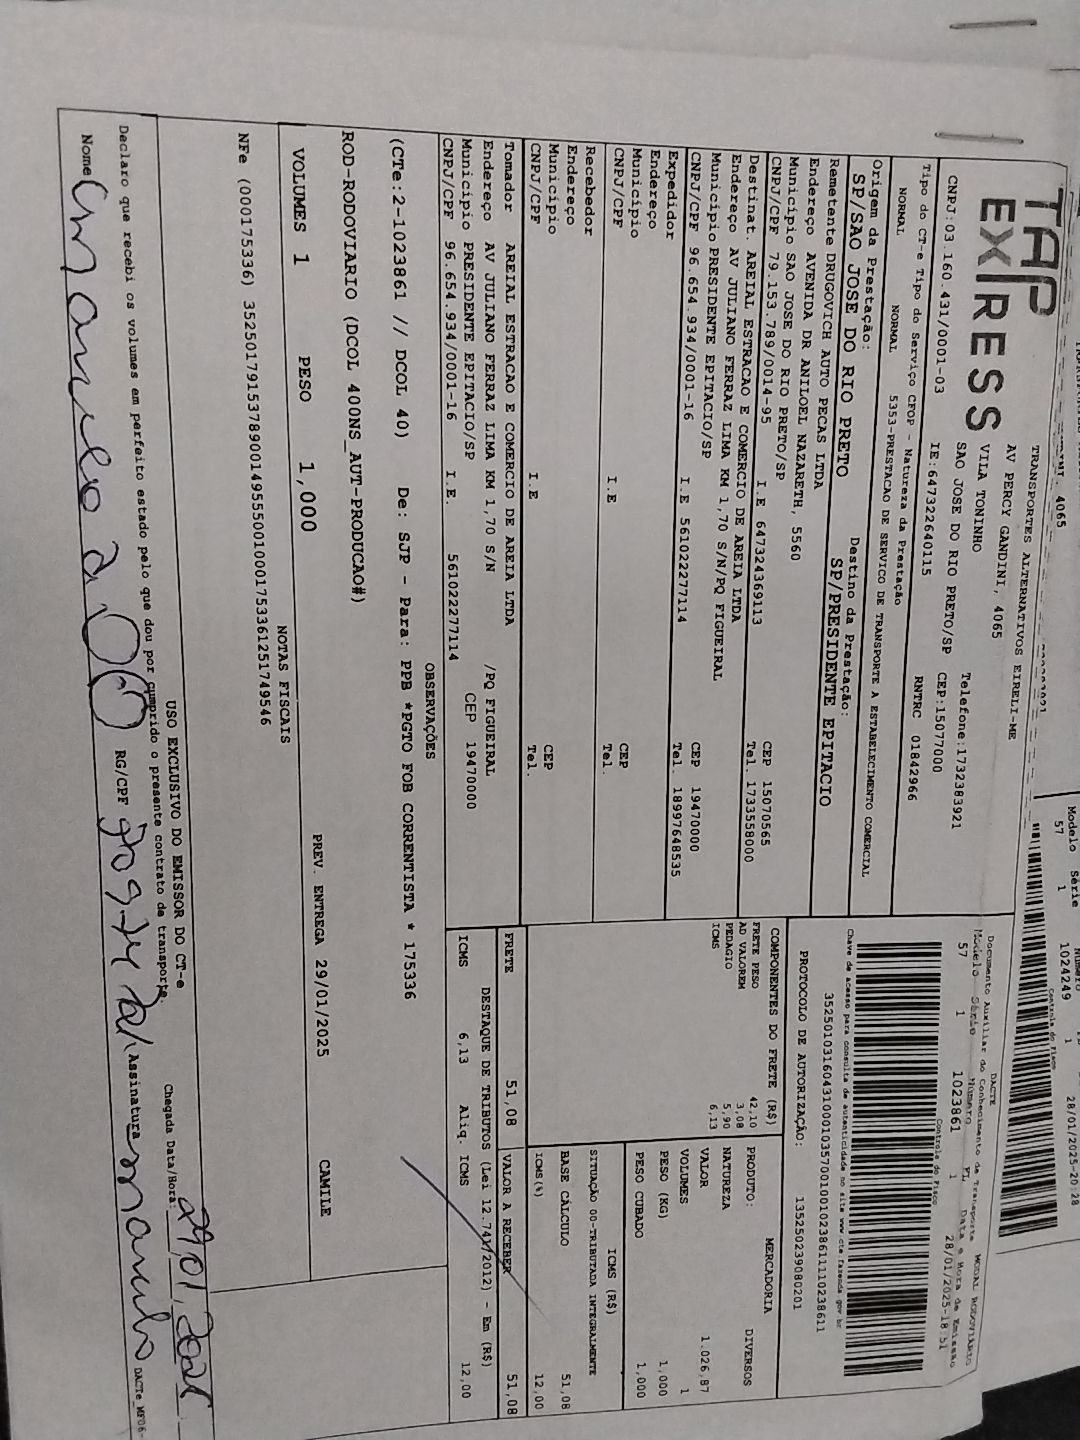 TRANSPORTES ALTERNATIVOS EIRELI-ME
TAP EXPRESS
AV PERCY GANDINI, 4065
VILA TONINHO
SAO JOSE DO RIO PRETO/SP CEP:15077000
Telefone:1732383921
CNPJ:03.160.431/0001-03 IE:647322640115 RNTRC 01842966
Tipo do CT-e Tipo do Serviço CFOP - Natureza da Prestação
NORMAL NORMAL 5353-PRESTACAO DE SERVICO DE TRANSPORTE A ESTABELECIMENTO COMERCIAL
Origem da Prestação: Destino da Prestação:
SP/SAO JOSE DO RIO PRETO SP/PRESIDENTE EPITACIO
Remetente DRUGOVICH AUTO PECAS LTDA
Endereço AVENIDA DR ANILOEL NAZARETH, 5560
Município SAO JOSE DO RIO PRETO/SP CEP 15070565
CNPJ/CPF 79.153.789/0014-95 I.E 647324369113 Tel. 1733558000
Destinat. AREIAL ESTRACAO E COMERCIO DE AREIA LTDA
Endereço AV JULIANO FERRAZ LIMA KM 1,70 S/N/PQ FIGUEIRAL
Município PRESIDENTE EPITACIO/SP CEP 19470000
CNPJ/CPF 96.654.934/0001-16 I.E 561022277114 Tel. 18997648535
Expedidor
Endereço
Município CEP
CNPJ/CPF I.E Tel.
Recebedor
Endereço
Município CEP
CNPJ/CPF I.E Tel.
Tomador AREIAL ESTRACAO E COMERCIO DE AREIA LTDA
Endereço AV JULIANO FERRAZ LIMA KM 1,70 S/N /PQ FIGUEIRAL
Município PRESIDENTE EPITACIO/SP CEP 19470000
CNPJ/CPF 96.654.934/0001-16 I.E. 561022277114
DACTE
Documento Auxiliar do Conhecimento de Transporte MODAL RODOVIÁRIO
Modelo Série Número FL Data e Hora de Emissão
57 1 1023861 1 28/01/2025-18:51
Controle do Fisco
Chave de acesso para consulta de autenticidade no site www.cte.fazenda.gov.br
35250103160431000103570010010238611110238611
PROTOCOLO DE AUTORIZAÇÃO: 135250239080201
COMPONENTES DO FRETE (R$)
FRETE PESO 42,10
AD VALOREM 3,08
PEDAGIO 5,90
ICMS 6,13
MERCADORIA
PRODUTO: DIVERSOS
NATUREZA
VALOR 1.026,87
VOLUMES 1
PESO (KG) 1,000
PESO CUBADO 1,000
ICMS (R$)
SITUAÇÃO 00-TRIBUTADA INTEGRALMENTE
BASE CÁLCULO 51,08
ICMS(%) 12,00
FRETE 51,08 VALOR A RECEBER 51,08
DESTAQUE DE TRIBUTOS (Lei 12.741/2012) - Em (R$)
ICMS 6,13 Aliq. ICMS 12,00
OBSERVAÇÕES
(CTe:2-1023861 // DCOL 40) De: SJP - Para: PPB *PGTO FOB CORRENTISTA * 175336
ROD-RODOVIARIO (DCOL 400NS_AUT-PRODUCAO#)
VOLUMES 1 PESO 1,000 PREV. ENTREGA 29/01/2025 CAMILE
NOTAS FISCAIS
NFe (000175336) 35250179153789001495550010001753361251749546
USO EXCLUSIVO DO EMISSOR DO CT-e
Declaro que recebi os volumes em perfeito estado pelo que dou por cumprido o presente contrato de transporte.
Chegada Data/Hora:
Nome RG/CPF Assinatura
4065
Modelo Série
57 1 1024249 1 28/01/2025-20:28
Controle do Fisco